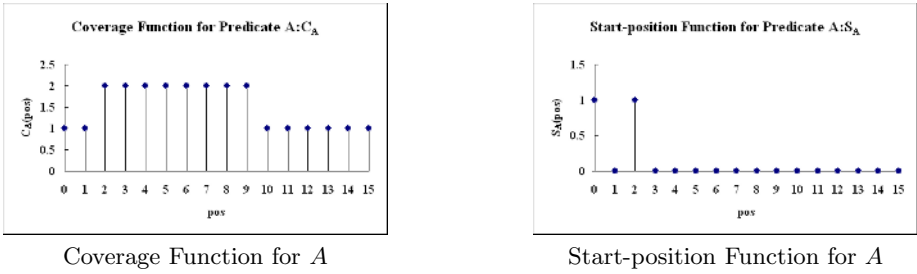 Coverage Function for Predicate A:C_A
2.5
2
1.5
1
0.5
0
C_A(pos)
0 1 2 3 4 5 6 7 8 9 10 11 12 13 14 15
pos
Coverage Function for A
Start-position Function for Predicate A:S_A
1.5
1
0.5
0
S_A(pos)
0 1 2 3 4 5 6 7 8 9 10 11 12 13 14 15
pos
Start-position Function for A